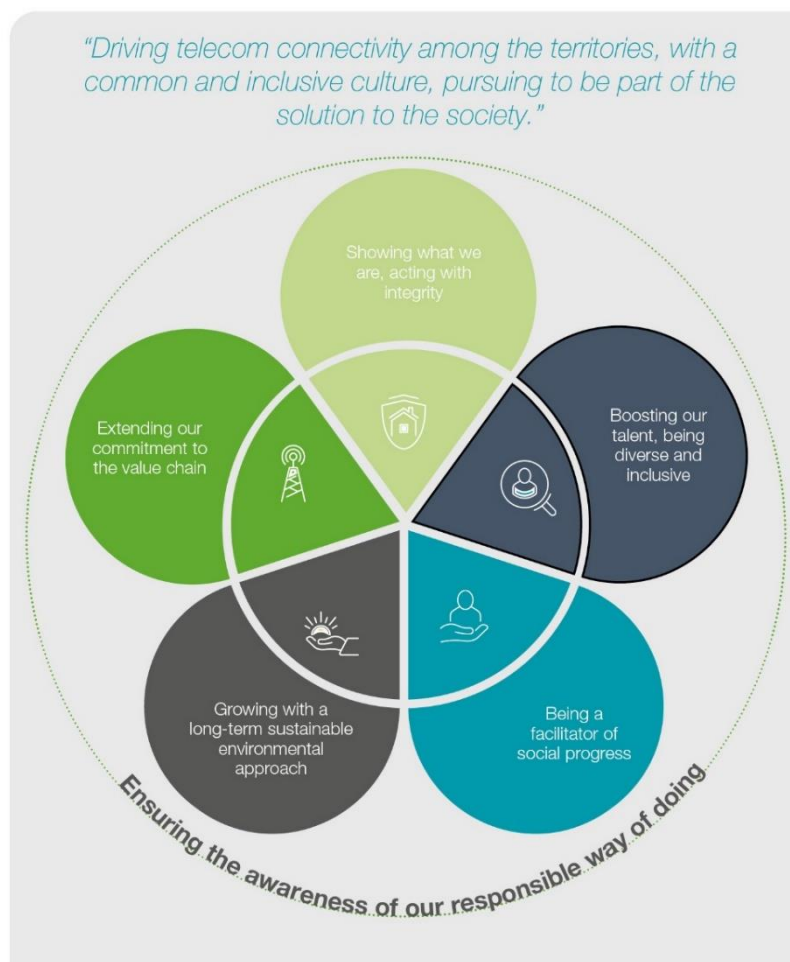 “Driving telecom connectivity among the territories, with a
common and inclusive culture, pursuing to be part of the
solution to the society.”
Showing what we
are, acting with
integrity
Extending our
commitment to
the value chain
Boosting our
talent, being
diverse and
inclusive
Growing with a
long-term sustainable
environmental
approach
Being a
facilitator of
social progress
Ensuring the awareness of our responsible way of doing